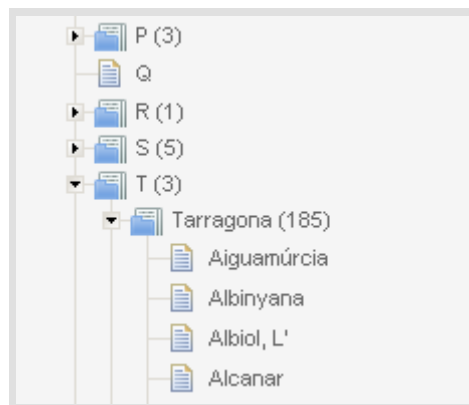 P (3)
Q
R (1)
S (5)
T (3)
Tarragona (185)
Aiguamúrcia
Albinyana
Albiol, L'
Alcanar